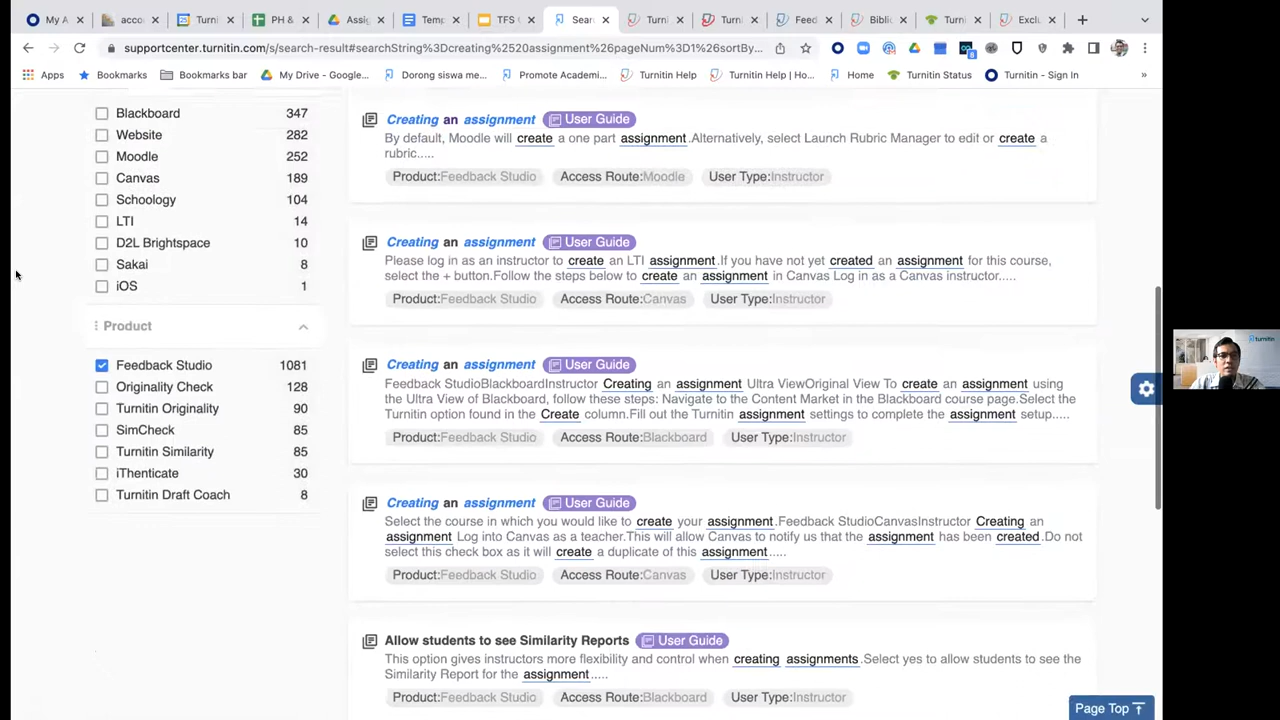 My A...
acco
Turniti
PH &
Assig
Temp
TFS C
Searc
Turni
Turni
Feed
Biblic
Turni
Exclu
supportcenter.turnitin.com/s/search-result#searchString%3Dcreating%2520assignment%26pageNum%3D1%26sortBy...
Apps
Bookmarks
Bookmarks bar
My Drive - Google...
Dorong siswa me...
Promote Academi...
Turnitin Help
Turnitin Help | Ho...
Home
Turnitin Status
Turnitin - Sign In
»
Blackboard 347
Website 282
Moodle 252
Canvas 189
Schoology 104
LTI 14
D2L Brightspace 10
Sakai 8
iOS 1
Product
Feedback Studio 1081
Originality Check 128
Turnitin Originality 90
SimCheck 85
Turnitin Similarity 85
iThenticate 30
Turnitin Draft Coach 8
Creating an assignment User Guide
By default, Moodle will create a one part assignment.Alternatively, select Launch Rubric Manager to edit or create a
rubric.....
Product:Feedback Studio Access Route:Moodle User Type:Instructor
Creating an assignment User Guide
Please log in as an instructor to create an LTI assignment.If you have not yet created an assignment for this course,
select the + button.Follow the steps below to create an assignment in Canvas Log in as a Canvas instructor.....
Product:Feedback Studio Access Route:Canvas User Type:Instructor
Creating an assignment User Guide
Feedback StudioBlackboardInstructor Creating an assignment Ultra ViewOriginal View To create an assignment using
the Ultra View of Blackboard, follow these steps: Navigate to the Content Market in the Blackboard course page.Select the
Turnitin option found in the Create column.Fill out the Turnitin assignment settings to complete the assignment setup.....
Product:Feedback Studio Access Route:Blackboard User Type:Instructor
Creating an assignment User Guide
Select the course in which you would like to create your assignment.Feedback StudioCanvasInstructor Creating an
assignment Log into Canvas as a teacher.This will allow Canvas to notify us that the assignment has been created.Do not
select this check box as it will create a duplicate of this assignment.....
Product:Feedback Studio Access Route:Canvas User Type:Instructor
Allow students to see Similarity Reports User Guide
This option gives instructors more flexibility and control when creating assignments.Select yes to allow students to see the
Similarity Report for the assignment.....
Product:Feedback Studio Access Route:Blackboard User Type:Instructor
Page Top
turnitin